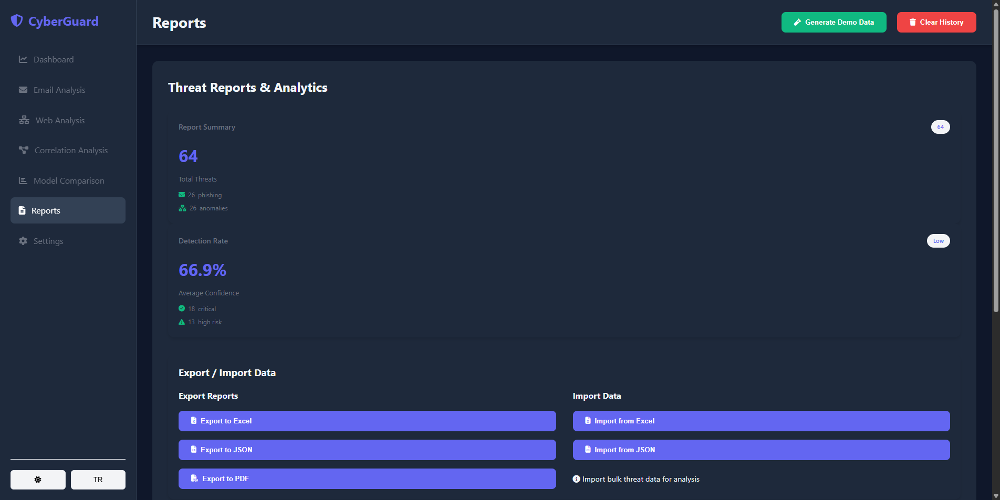 CyberGuard
Dashboard
Email Analysis
Web Analysis
Correlation Analysis
Model Comparison
Reports
Settings
TR
Reports
Generate Demo Data
Clear History
Threat Reports & Analytics
Report Summary
64
64
Total Threats
26 phishing
26 anomalies
Detection Rate
Low
66.9%
Average Confidence
18 critical
13 high risk
Export / Import Data
Export Reports
Export to Excel
Export to JSON
Export to PDF
Import Data
Import from Excel
Import from JSON
Import bulk threat data for analysis